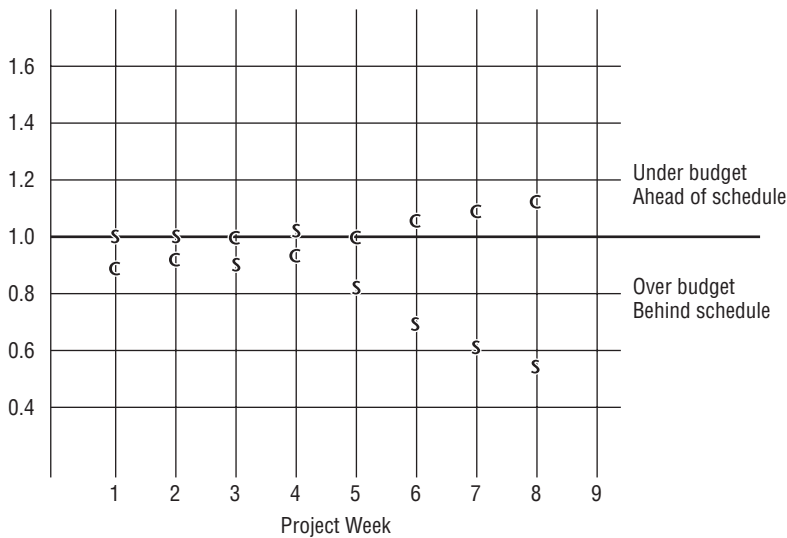 1.6
1.4
1.2
Under budget
Ahead of schedule
S S C S C C C C
1.0
C C S C S S S S
0.8
Over budget
Behind schedule
0.6
0.4
1 2 3 4 5 6 7 8 9
Project Week